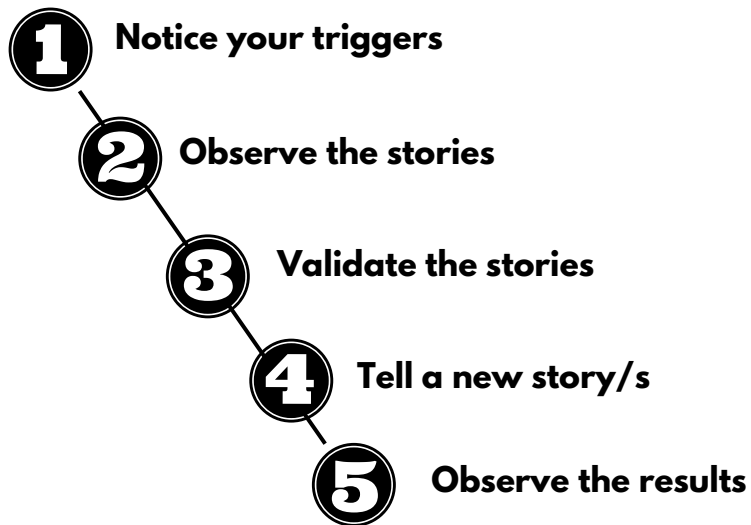 1 Notice your triggers
2 Observe the stories
3 Validate the stories
4 Tell a new story/s
5 Observe the results